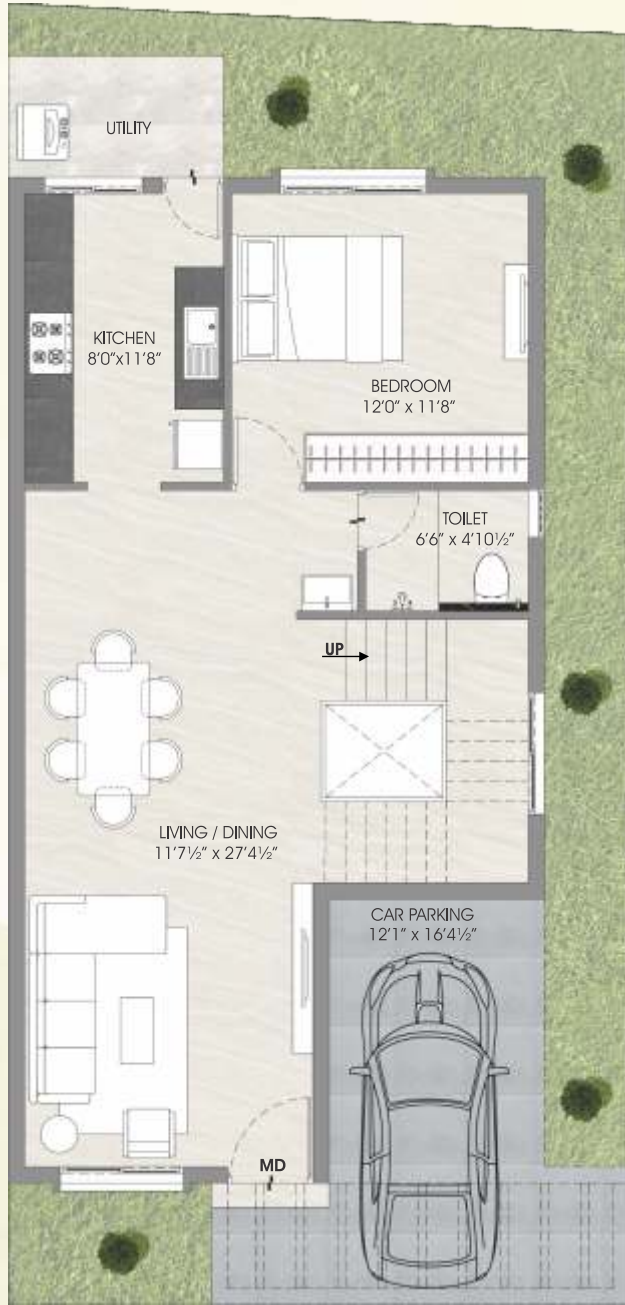 UTILITY
KITCHEN
8'0"x11'8"
BEDROOM
12'0" x 11'8"
TOILET
6'6" x 4'10½"
UP
LIVING / DINING
11'7½" x 27'4½"
CAR PARKING
12'1" x 16'4½"
MD